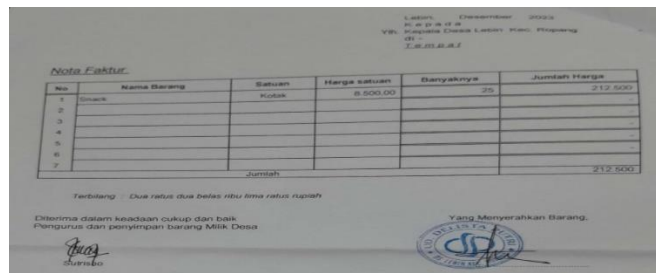 Lebin, Desember 2023
K e p a d a
Yth. Kepala Desa Lebin Kec. Ropang
di -
T e m p a t
Nota Faktur
No Nama Barang Satuan Harga satuan Banyaknya Jumlah Harga
1 Snack Kotak 8.500,00 25 212.500
2 -
3 -
4 -
5 -
6 -
7 -
Jumlah 212.500
Terbilang : Dua ratus dua belas ribu lima ratus rupiah
Diterima dalam keadaan cukup dan baik
Pengurus dan penyimpan barang Milik Desa
Yang Menyerahkan Barang,
Sutrisno